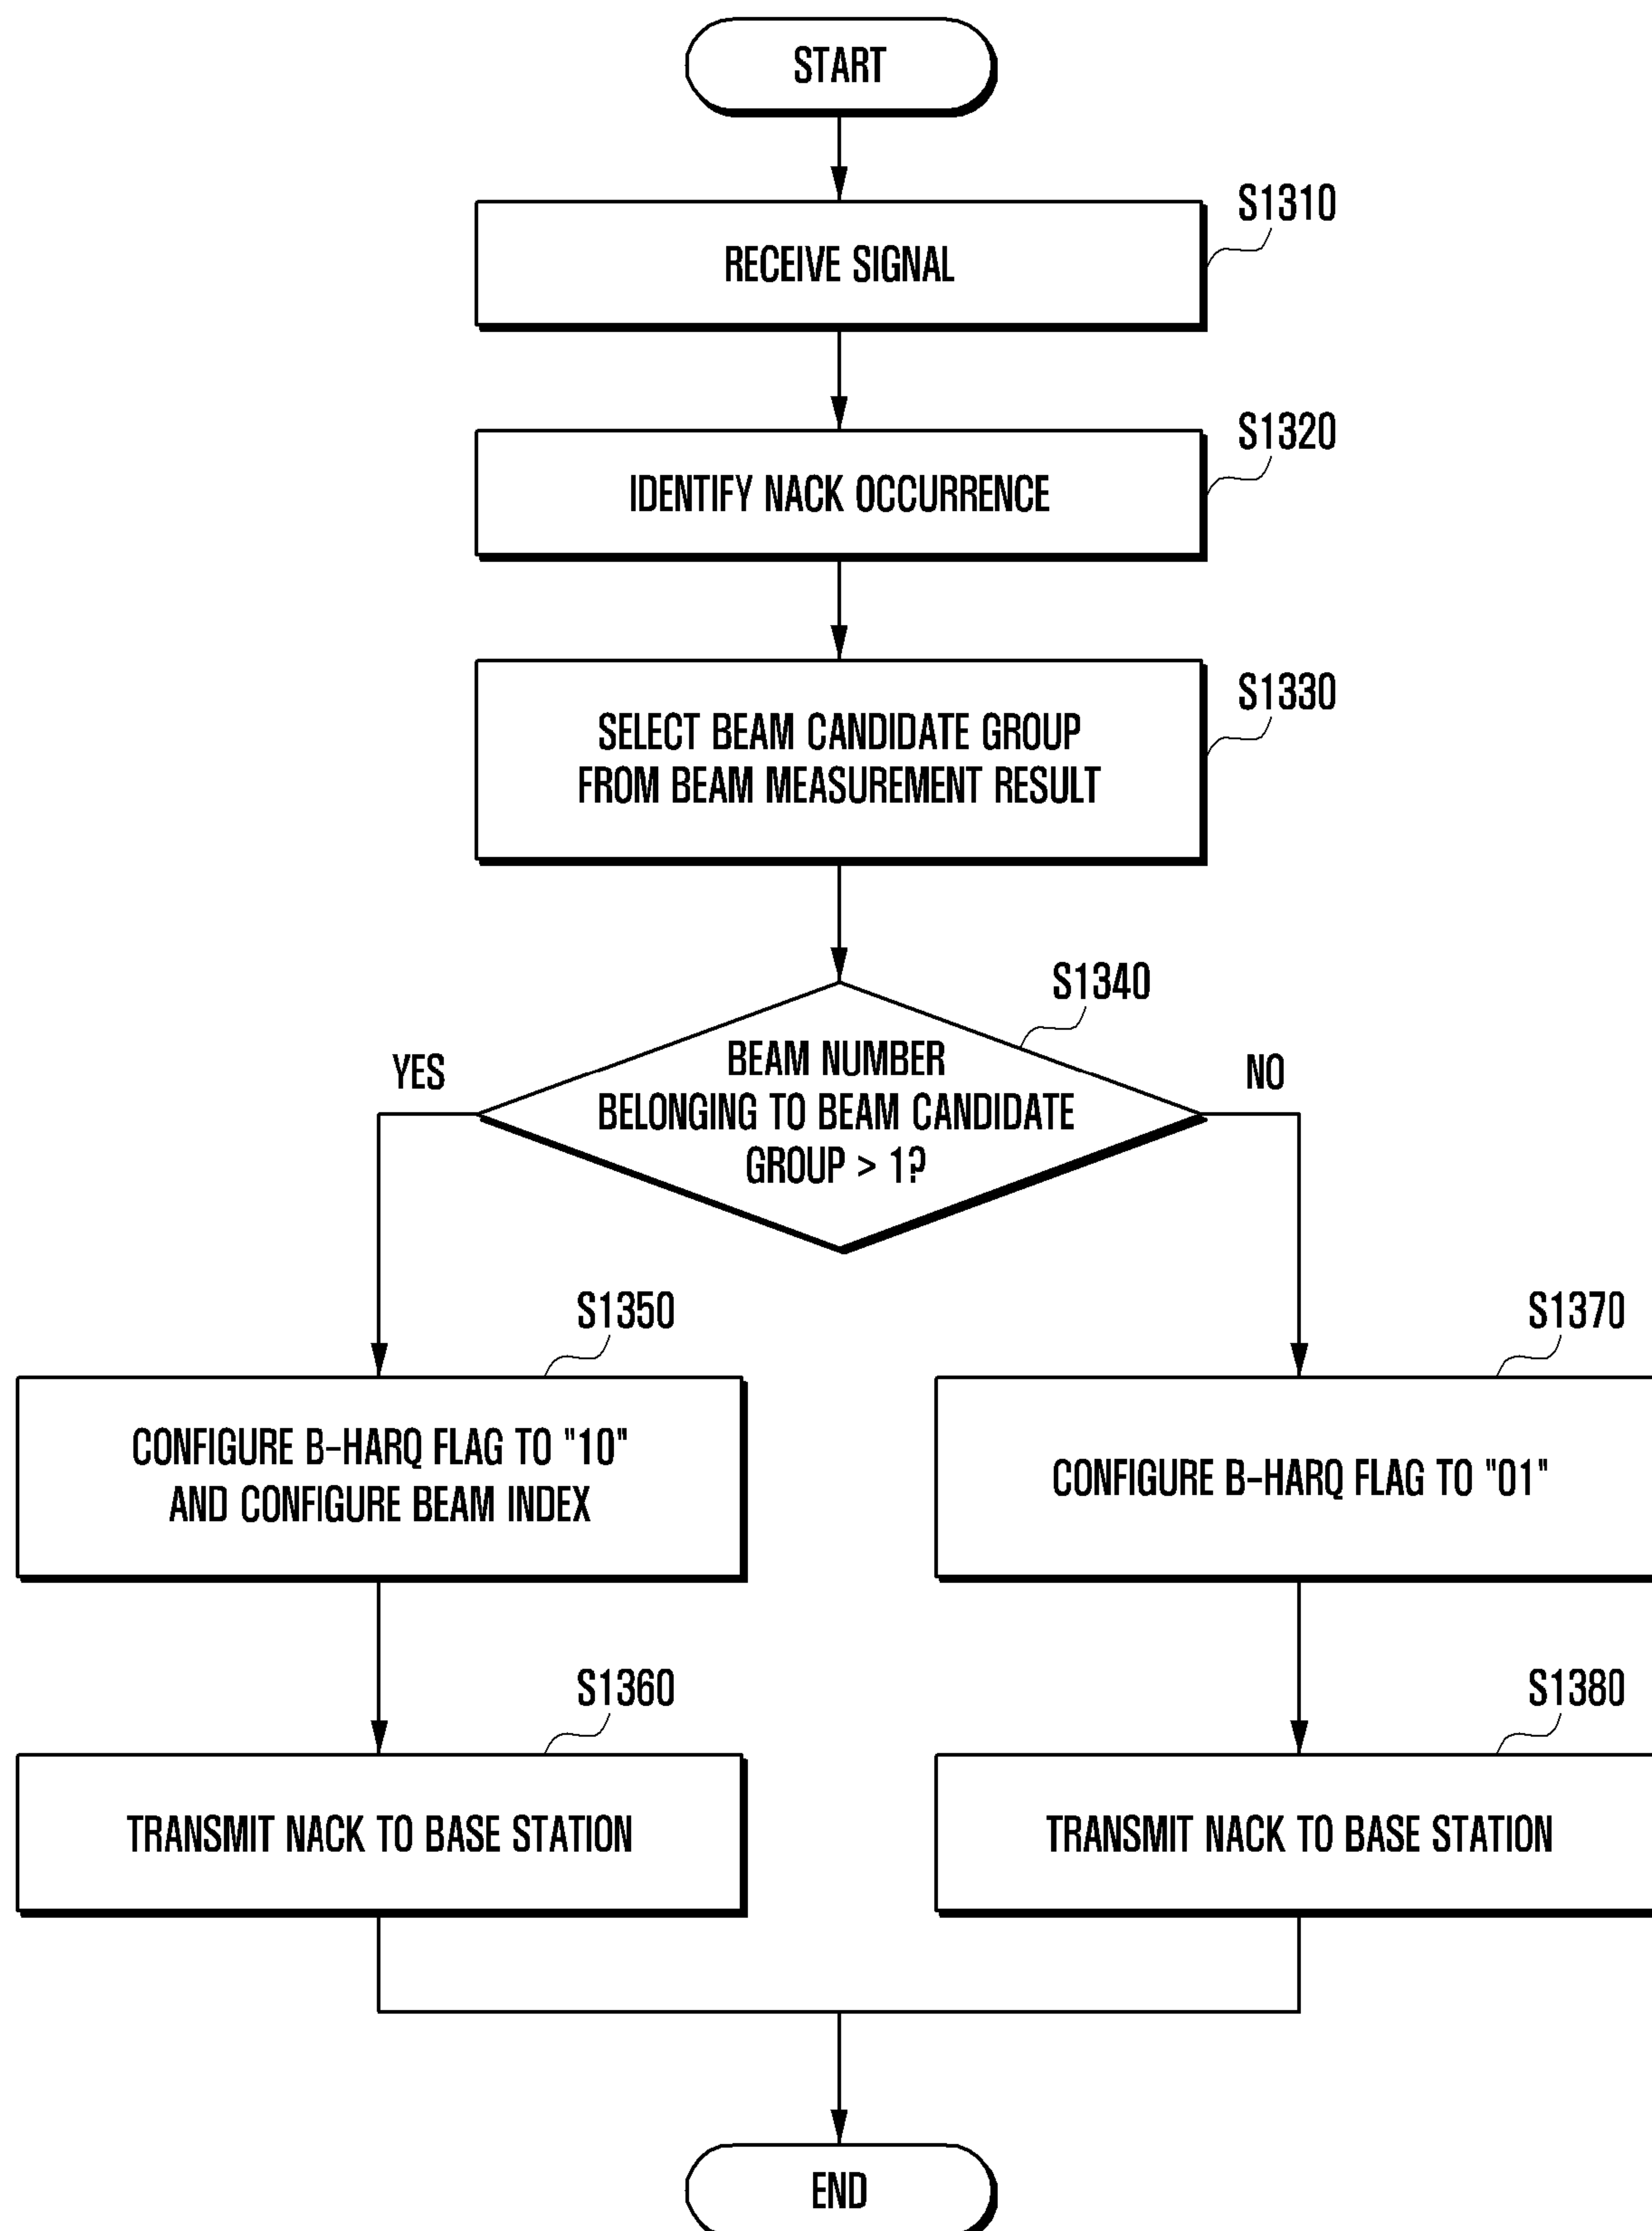 START
S1310
RECEIVE SIGNAL
S1320
IDENTIFY NACK OCCURRENCE
S1330
SELECT BEAM CANDIDATE GROUP
FROM BEAM MEASUREMENT RESULT
S1340
YES
BEAM NUMBER
BELONGING TO BEAM CANDIDATE
GROUP > 1?
NO
S1350
CONFIGURE B-HARQ FLAG TO "10"
AND CONFIGURE BEAM INDEX
S1370
CONFIGURE B-HARQ FLAG TO "01"
S1360
TRANSMIT NACK TO BASE STATION
S1380
TRANSMIT NACK TO BASE STATION
END